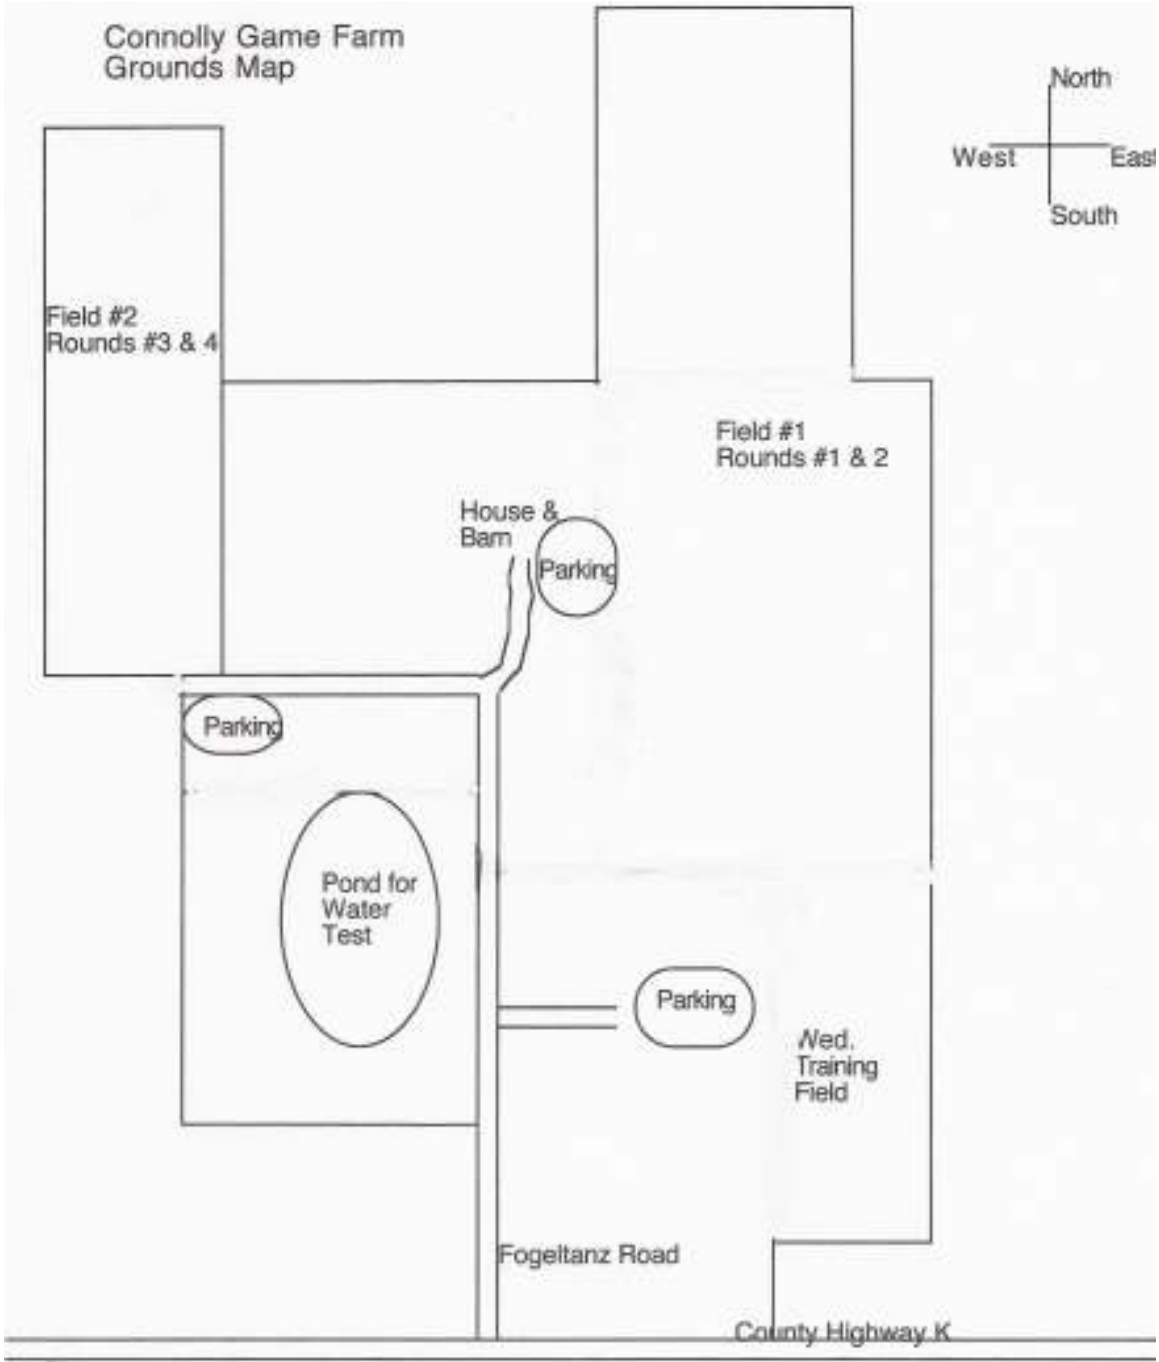 Connolly Game Farm
Grounds Map
North
West
East
South
Field #2
Rounds #3 & 4
Field #1
Rounds #1 & 2
House &
Barn
Parking
Parking
Pond for
Water
Test
Parking
Wed.
Training
Field
Fogeltanz Road
County Highway K